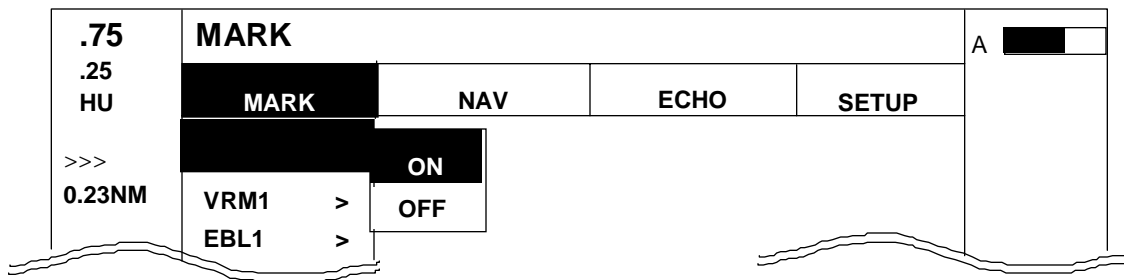 .75
.25
HU
>>>
0.23NM
MARK
A
MARK NAV ECHO SETUP
ON
OFF
VRM1 >
EBL1 >